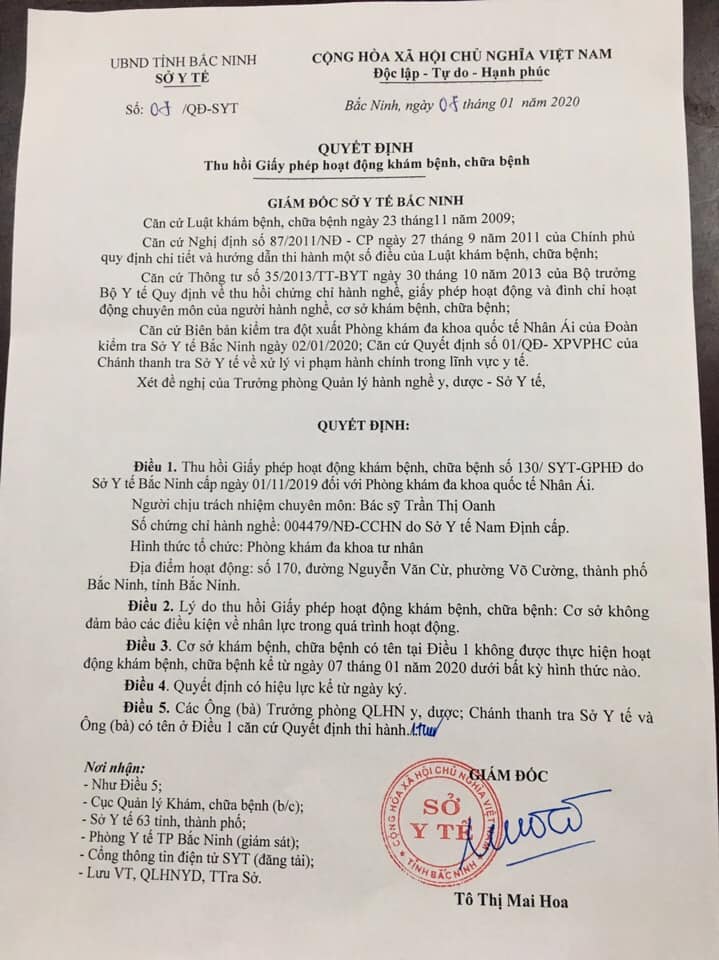 UBND TỈNH BẮC NINH
SỞ Y TẾ
Số: 07 /QĐ-SYT
CỘNG HÒA XÃ HỘI CHỦ NGHĨA VIỆT NAM
Độc lập - Tự do - Hạnh phúc
Bắc Ninh, ngày 07 tháng 01 năm 2020
QUYẾT ĐỊNH
Thu hồi Giấy phép hoạt động khám bệnh, chữa bệnh
GIÁM ĐỐC SỞ Y TẾ BẮC NINH
Căn cứ Luật khám bệnh, chữa bệnh ngày 23 tháng11 năm 2009;
Căn cứ Nghị định số 87/2011/NĐ - CP ngày 27 tháng 9 năm 2011 của Chính phủ
quy định chi tiết và hướng dẫn thi hành một số điều của Luật khám bệnh, chữa bệnh;
Căn cứ Thông tư số 35/2013/TT-BYT ngày 30 tháng 10 năm 2013 của Bộ trưởng
Bộ Y tế Quy định về thu hồi chứng chỉ hành nghề, giấy phép hoạt động và đình chỉ hoạt
động chuyên môn của người hành nghề, cơ sở khám bệnh, chữa bệnh;
Căn cứ Biên bản kiểm tra đột xuất Phòng khám đa khoa quốc tế Nhân Ái của Đoàn
kiểm tra Sở Y tế Bắc Ninh ngày 02/01/2020; Căn cứ Quyết định số 01/QĐ- XPVPHC của
Chánh thanh tra Sở Y tế về xử lý vi phạm hành chính trong lĩnh vực y tế.
Xét đề nghị của Trưởng phòng Quản lý hành nghề y, dược - Sở Y tế,
QUYẾT ĐỊNH:
Điều 1. Thu hồi Giấy phép hoạt động khám bệnh, chữa bệnh số 130/ SYT-GPHĐ do
Sở Y tế Bắc Ninh cấp ngày 01/11/2019 đối với Phòng khám đa khoa quốc tế Nhân Ái.
Người chịu trách nhiệm chuyên môn: Bác sỹ Trần Thị Oanh
Số chứng chỉ hành nghề: 004479/NĐ-CCHN do Sở Y tế Nam Định cấp.
Hình thức tổ chức: Phòng khám đa khoa tư nhân
Địa điểm hoạt động: số 170, đường Nguyễn Văn Cừ, phường Võ Cường, thành phố
Bắc Ninh, tỉnh Bắc Ninh.
Điều 2. Lý do thu hồi Giấy phép hoạt động khám bệnh, chữa bệnh: Cơ sở không
đảm bảo các điều kiện về nhân lực trong quá trình hoạt động.
Điều 3. Cơ sở khám bệnh, chữa bệnh có tên tại Điều 1 không được thực hiện hoạt
động khám bệnh, chữa bệnh kể từ ngày 07 tháng 01 năm 2020 dưới bất kỳ hình thức nào.
Điều 4. Quyết định có hiệu lực kể từ ngày ký.
Điều 5. Các Ông (bà) Trưởng phòng QLHN y, dược; Chánh thanh tra Sở Y tế và
Ông (bà) có tên ở Điều 1 căn cứ Quyết định thi hành.
Nơi nhận:
- Như Điều 5;
- Cục Quản lý Khám, chữa bệnh (b/c);
- Sở Y tế 63 tỉnh, thành phố;
- Phòng Y tế TP Bắc Ninh (giám sát);
- Cổng thông tin điện tử SYT (đăng tải);
- Lưu VT, QLHNYD, TTra Sở.
GIÁM ĐỐC
CỘNG HÒA XÃ HỘI CHỦ NGHĨA VIỆT NAM
SỞ
Y TẾ
TỈNH BẮC NINH
Tô Thị Mai Hoa